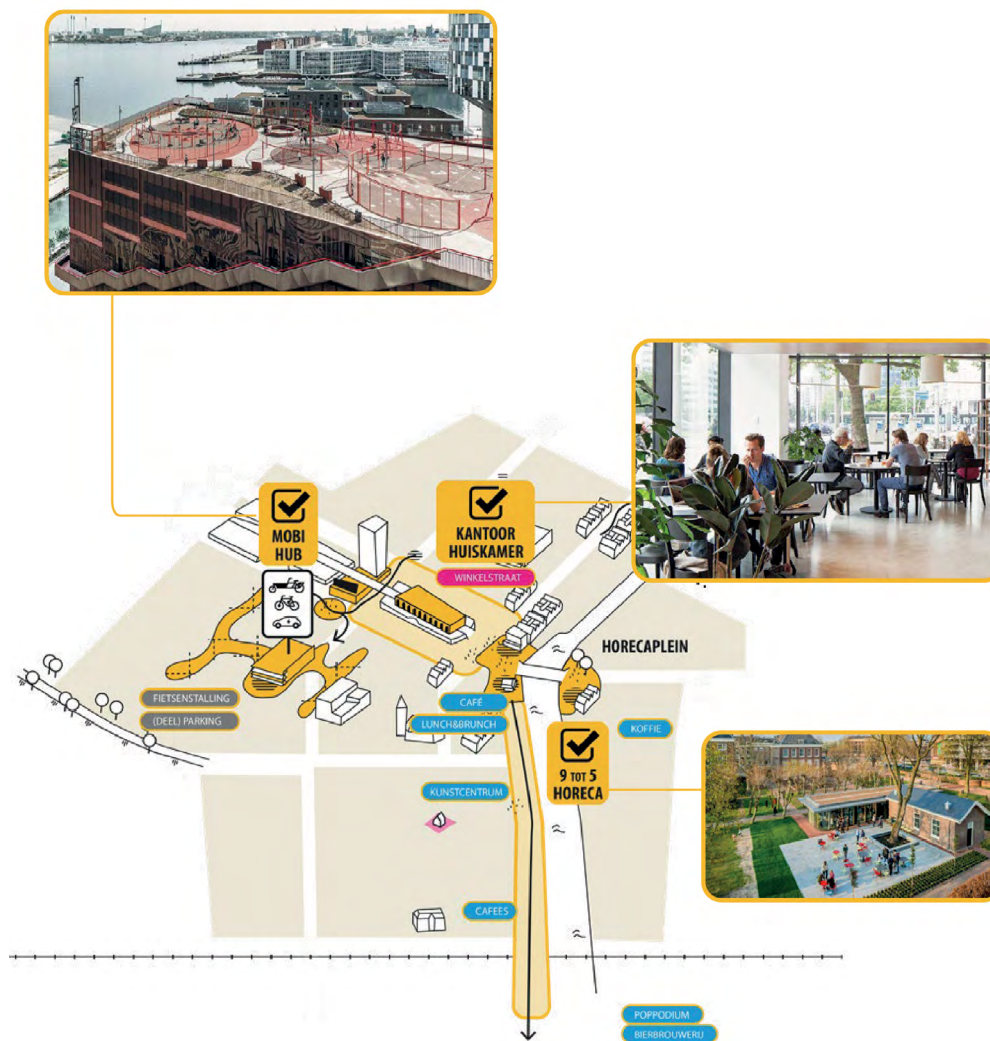 MOBI
HUB
KANTOOR
HUISKAMER
WINKELSTRAAT
HORECAPLEIN
FIETSENSTALLING
(DEEL) PARKING
CAFÉ
LUNCH&BRUNCH
KOFFIE
9 TOT 5
HORECA
KUNSTCENTRUM
CAFEES
POPPODIUM
BIERBROUWERIJ